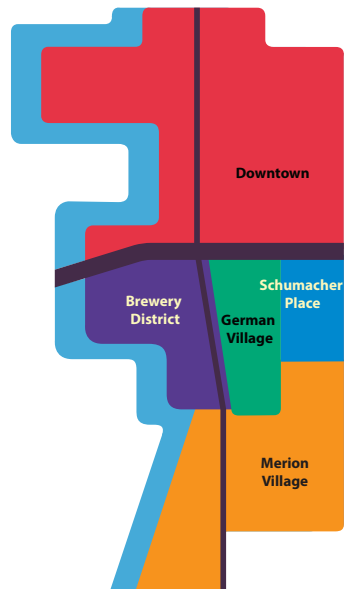 Downtown
Schumacher
Place
Brewery
District
German
Village
Merion
Village